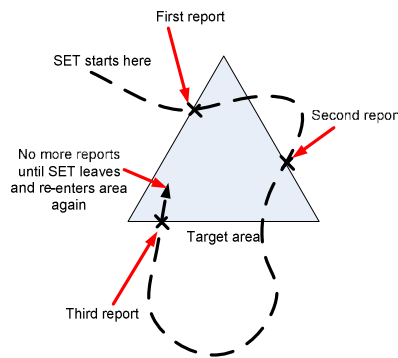 First report
SET starts here
Second report
No more reports
until SET leaves
and re-enters area
again
Target area
Third report